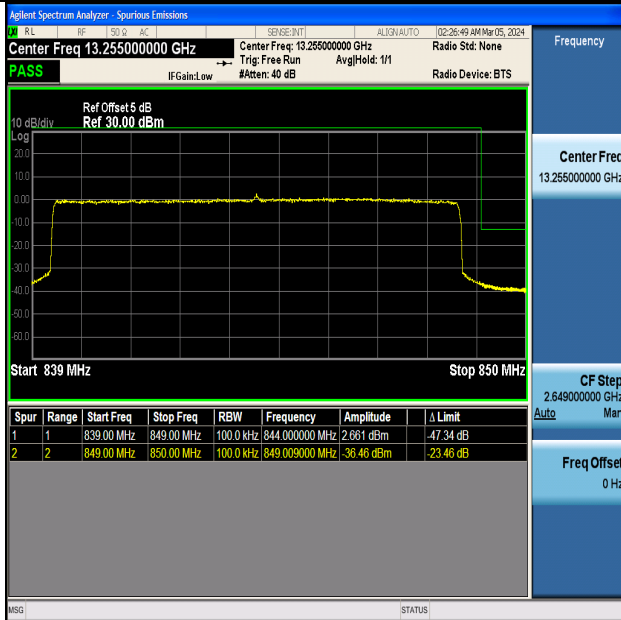 Agilent Spectrum Analyzer - Spurious Emissions
LXI RL RF 50 Ω AC SENSE:INT ALIGNAUTO 02:26:49 AM Mar 05, 2024
Center Freq 13.255000000 GHz Center Freq: 13.255000000 GHz Radio Std: None
Trig: Free Run Avg|Hold: 1/1
PASS IFGain:Low #Atten: 40 dB Radio Device: BTS
Ref Offset 5 dB
10 dB/div Ref 30.00 dBm
Log
20.0
10.0
0.00
-10.0
-20.0
-30.0
-40.0
-50.0
-60.0
Start 839 MHz Stop 850 MHz
Spur Range Start Freq Stop Freq RBW Frequency Amplitude Δ Limit
1 1 839.00 MHz 849.00 MHz 100.0 kHz 844.000000 MHz 2.661 dBm -47.34 dB
2 2 849.00 MHz 850.00 MHz 100.0 kHz 849.009000 MHz -36.46 dBm -23.46 dB
MSG STATUS
Frequency
Center Freq
13.255000000 GHz
CF Step
2.649000000 GHz
Auto Man
Freq Offset
0 Hz